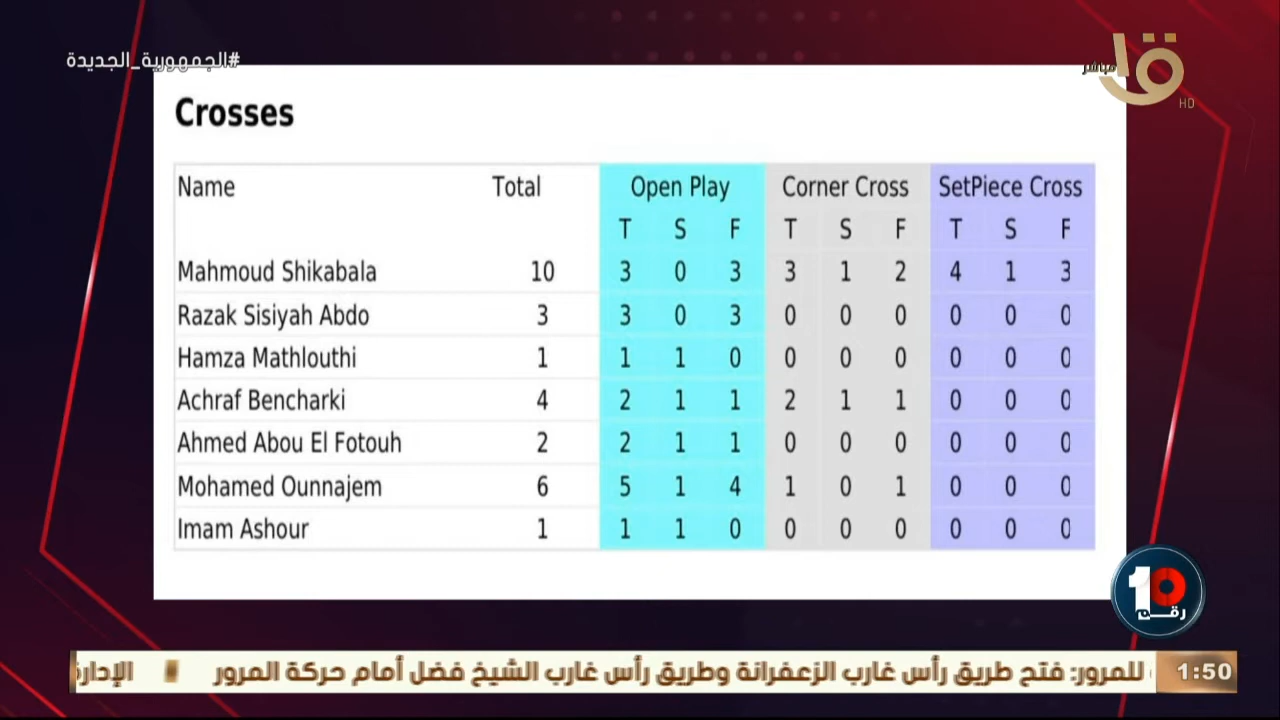 #الجمهورية_الجديدة
مباشر
HD
Crosses
Name Total Open Play Corner Cross SetPiece Cross
T S F T S F T S F
Mahmoud Shikabala 10 3 0 3 3 1 2 4 1 3
Razak Sisiyah Abdo 3 3 0 3 0 0 0 0 0 0
Hamza Mathlouthi 1 1 1 0 0 0 0 0 0 0
Achraf Bencharki 4 2 1 1 2 1 1 0 0 0
Ahmed Abou El Fotouh 2 2 1 1 0 0 0 0 0 0
Mohamed Ounnajem 6 5 1 4 1 0 1 0 0 0
Imam Ashour 1 1 1 0 0 0 0 0 0 0
رقم 10
للمرور: فتح طريق رأس غارب الزعفرانة وطريق رأس غارب الشيخ فضل أمام حركة المرور
1:50